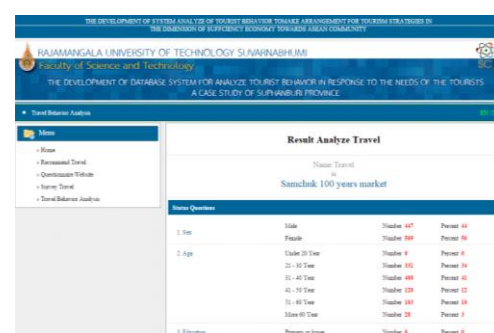 THE DEVELOPMENT OF SYSTEM ANALYZE OF TOURIST BEHAVIOR TOMAKE ARRANGEMENT FOR TOURISM STRATEGIES IN
THE DIMENSION OF SUFFCIENCY ECONOMY TOWARDS ASEAN COMMUNITY
RAJAMANGALA UNIVERSITY OF TECHNOLOGY SUVARNABHUMI
Faculty of Science and Technology
SC
THE DEVELOPMENT OF DATABASE SYSTEM FOR ANALYZE TOURIST BEHAVIOR IN RESPONSE TO THE NEEDS OF THE TOURISTS
A CASE STUDY OF SUPHANBURI PROVINCE
Travel Behavior Analysis
Menu
» Home
» Recommend Travel
» Questionnaire Website
» Survey Travel
» Travel Behavior Analysis
Result Analyze Travel
Name Travel
is
Samchuk 100 years market
Status Questions
1. Sex Male Number 447 Percent 44
Female Number 569 Percent 56
2. Age Under 20 Year Number 0 Percent 0
21 - 30 Year Number 351 Percent 34
31 - 40 Year Number Percent 41
41 - 50 Year Number 129 Percent 12
51 - 60 Year Number 103 Percent 10
More 60 Year Number 28 Percent 3
3. Education Primary or lower Number 0 Percent 0